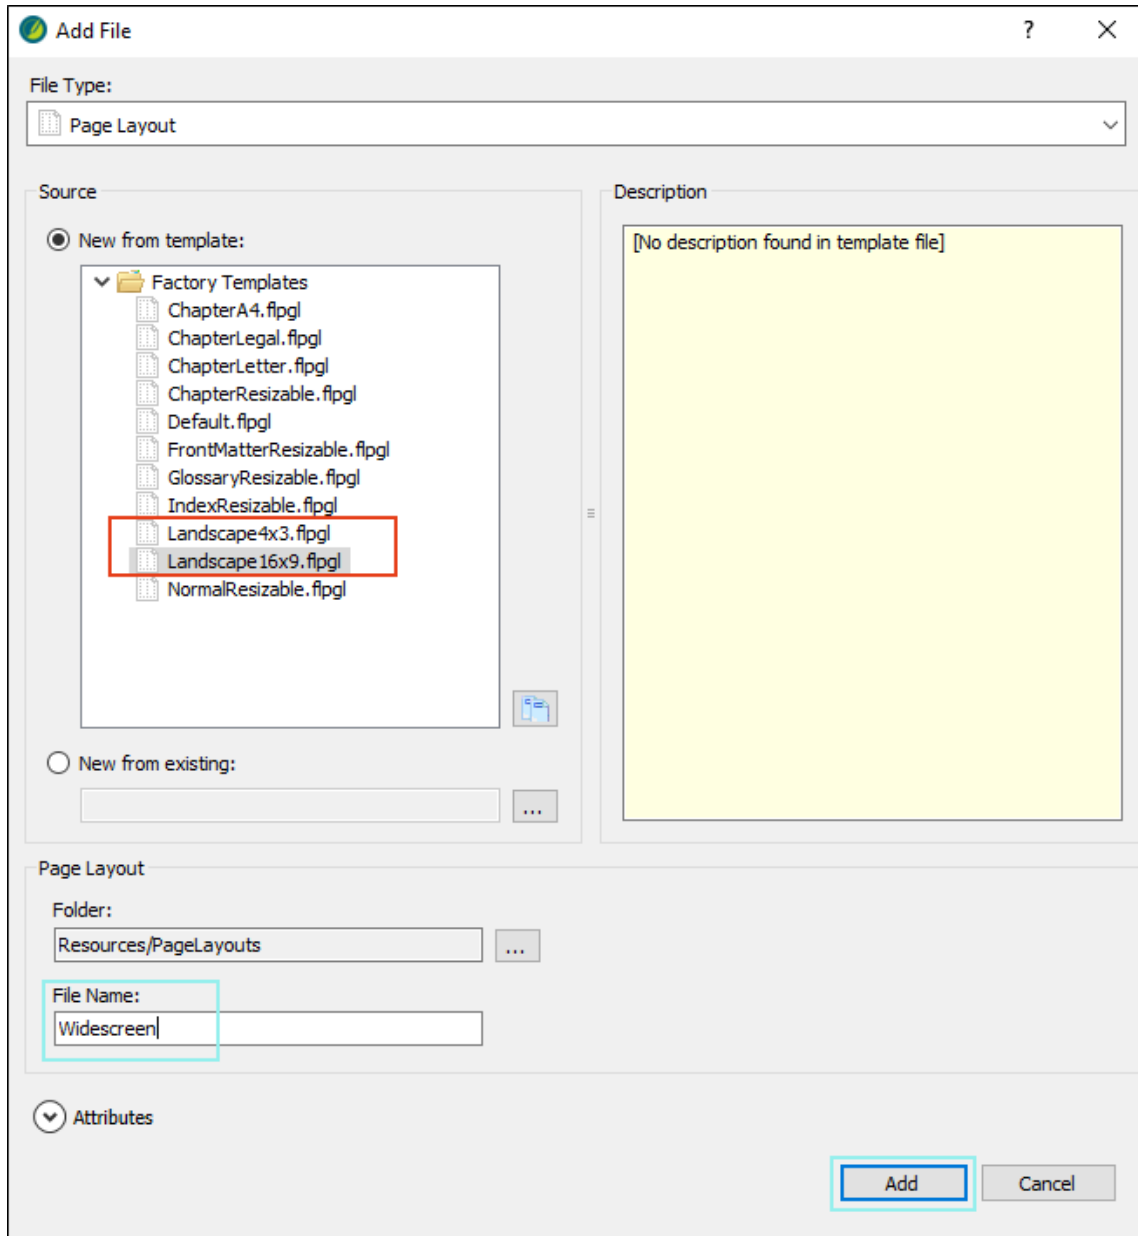 Add File
?
File Type:
Page Layout
Source
New from template:
Factory Templates
ChapterA4.flpgl
ChapterLegal.flpgl
ChapterLetter.flpgl
ChapterResizable.flpgl
Default.flpgl
FrontMatterResizable.flpgl
GlossaryResizable.flpgl
IndexResizable.flpgl
Landscape4x3.flpgl
Landscape16x9.flpgl
NormalResizable.flpgl
New from existing:
...
Description
[No description found in template file]
Page Layout
Folder:
Resources/PageLayouts
...
File Name:
Widescreen
Attributes
Add
Cancel